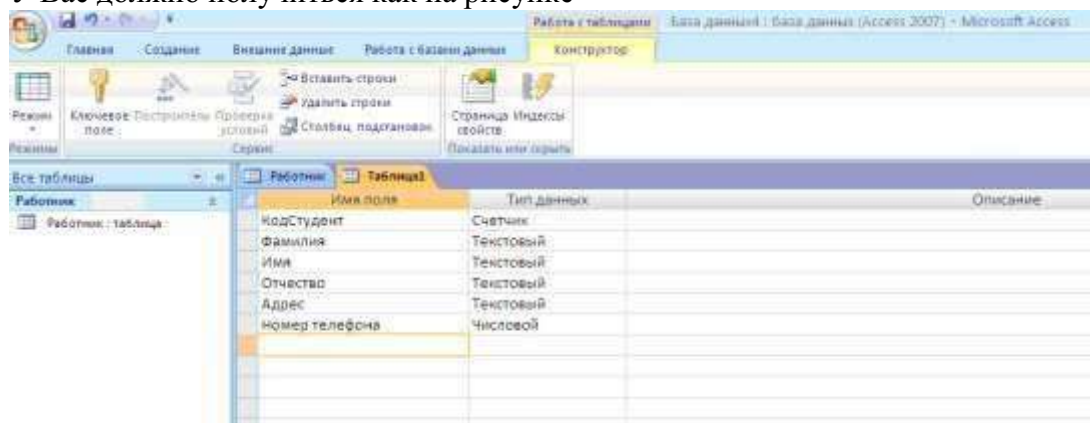 У Вас должно получиться как на рисунке
Работа с таблицами База данный : база данных (Access 2007) - Microsoft Access
Главная Создание Внешние данные Работа с базами данных Конструктор
Режим Ключевое поле Построитель Проверка условий Вставить строки Удалить строки Столбец подстановок Страница свойств Индексы
Режимы Сервис Показать или скрыть
Все таблицы Работник Таблица1
Работник Имя поля Тип данных Описание
Работник : таблица КодСтудент Счетчик
Фамилия Текстовый
Имя Текстовый
Отчество Текстовый
Адрес Текстовый
Номер телефона Числовой